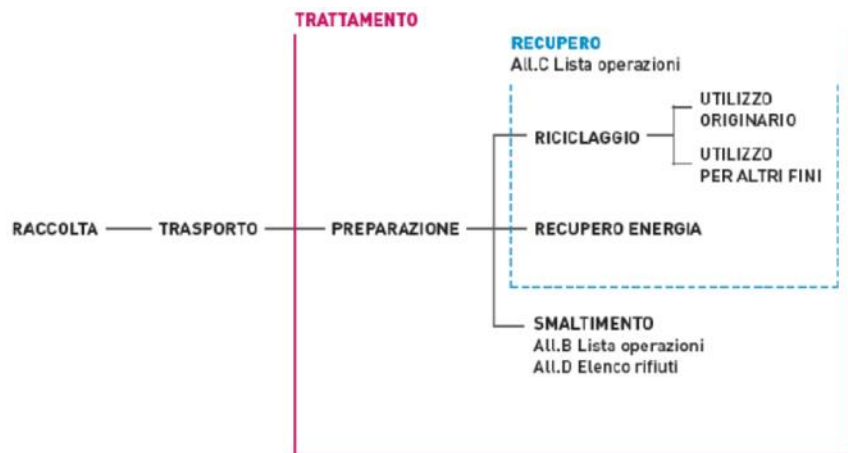 TRATTAMENTO
RECUPERO
All.C Lista operazioni
UTILIZZO
ORIGINARIO
RICICLAGGIO
UTILIZZO
PER ALTRI FINI
RACCOLTA
TRASPORTO
PREPARAZIONE
RECUPERO ENERGIA
SMALTIMENTO
All.B Lista operazioni
All.D Elenco rifiuti